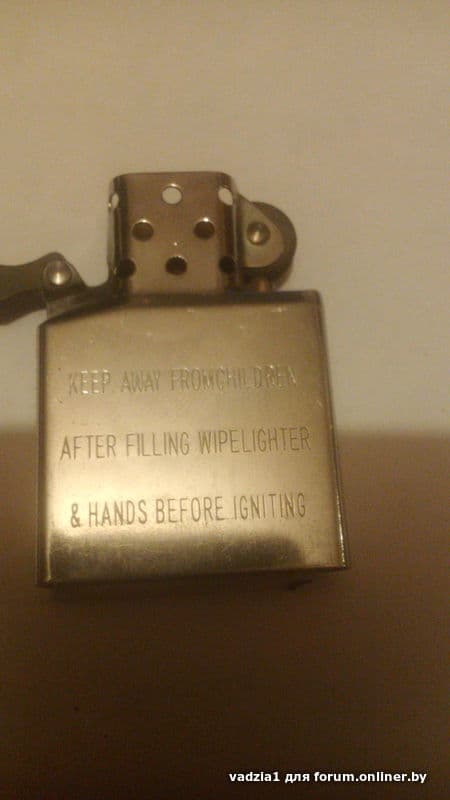 KEEP AWAY FROMCHILDREN
AFTER FILLING WIPELIGHTER
& HANDS BEFORE IGNITING
vadzia1 для forum.onliner.by